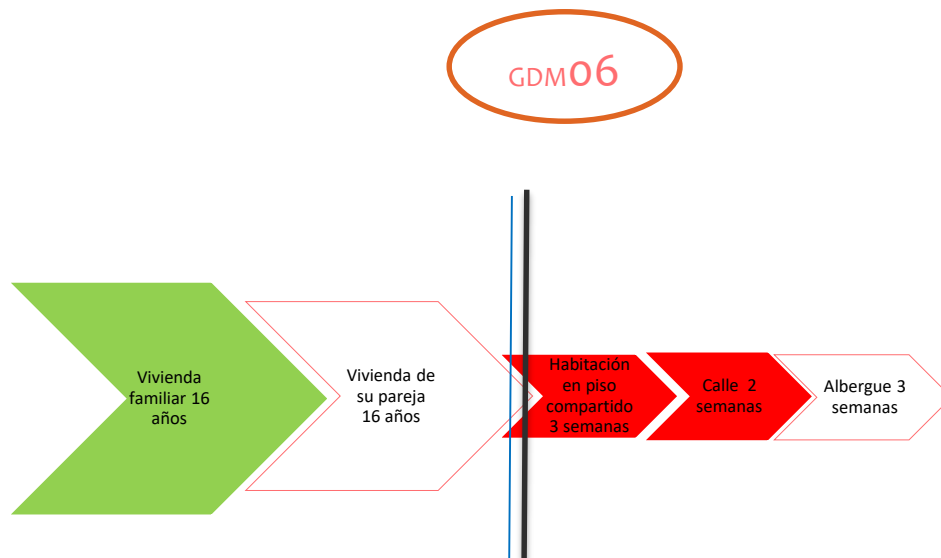 GDM06
Vivienda
familiar 16
años
Vivienda de
su pareja
16 años
Habitación
en piso
compartido
3 semanas
Calle 2
semanas
Albergue 3
semanas